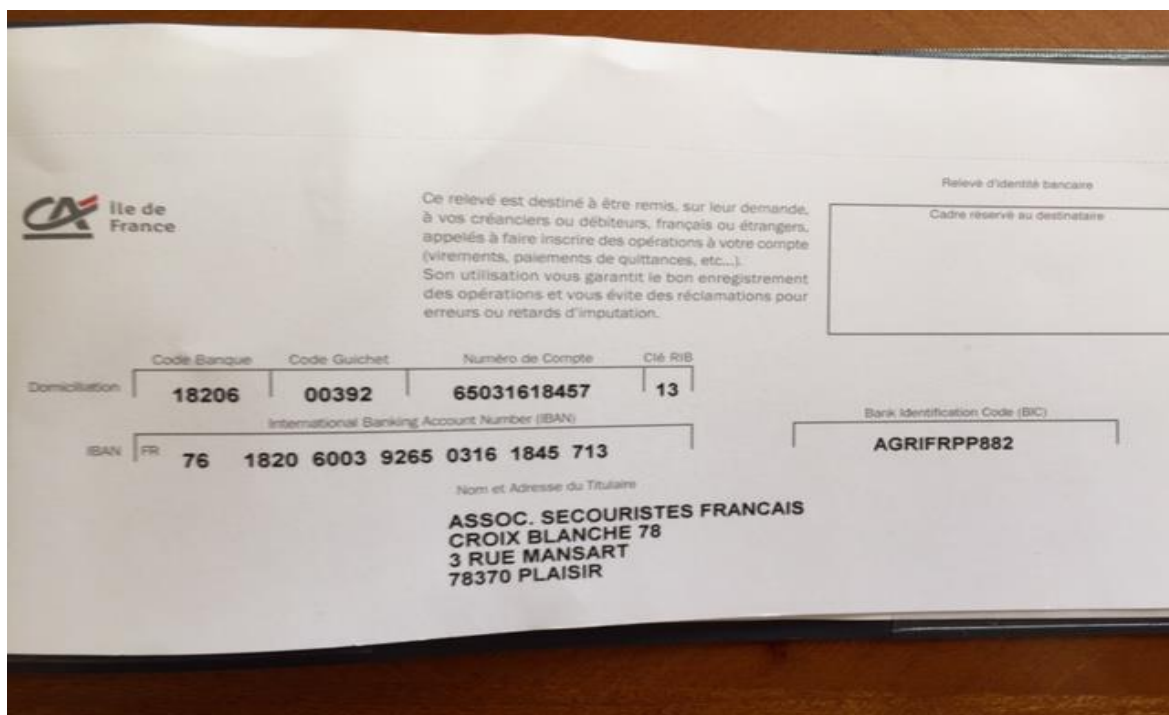 Relevé d'identité bancaire
CA Île de
France
Ce relevé est destiné à être remis, sur leur demande,
à vos créanciers ou débiteurs, français ou étrangers,
appelés à faire inscrire des opérations à votre compte
(virements, paiements de quittances, etc...).
Son utilisation vous garantit le bon enregistrement
des opérations et vous évite des réclamations pour
erreurs ou retards d'imputation.
Cadre réservé au destinataire
Code Banque Code Guichet Numéro de Compte Clé RIB
Domiciliation 18206 00392 65031618457 13
International Banking Account Number (IBAN)
IBAN FR 76 1820 6003 9265 0316 1845 713
Bank Identification Code (BIC)
AGRIFRPP882
Nom et Adresse du Titulaire
ASSOC. SECOURISTES FRANCAIS
CROIX BLANCHE 78
3 RUE MANSART
78370 PLAISIR